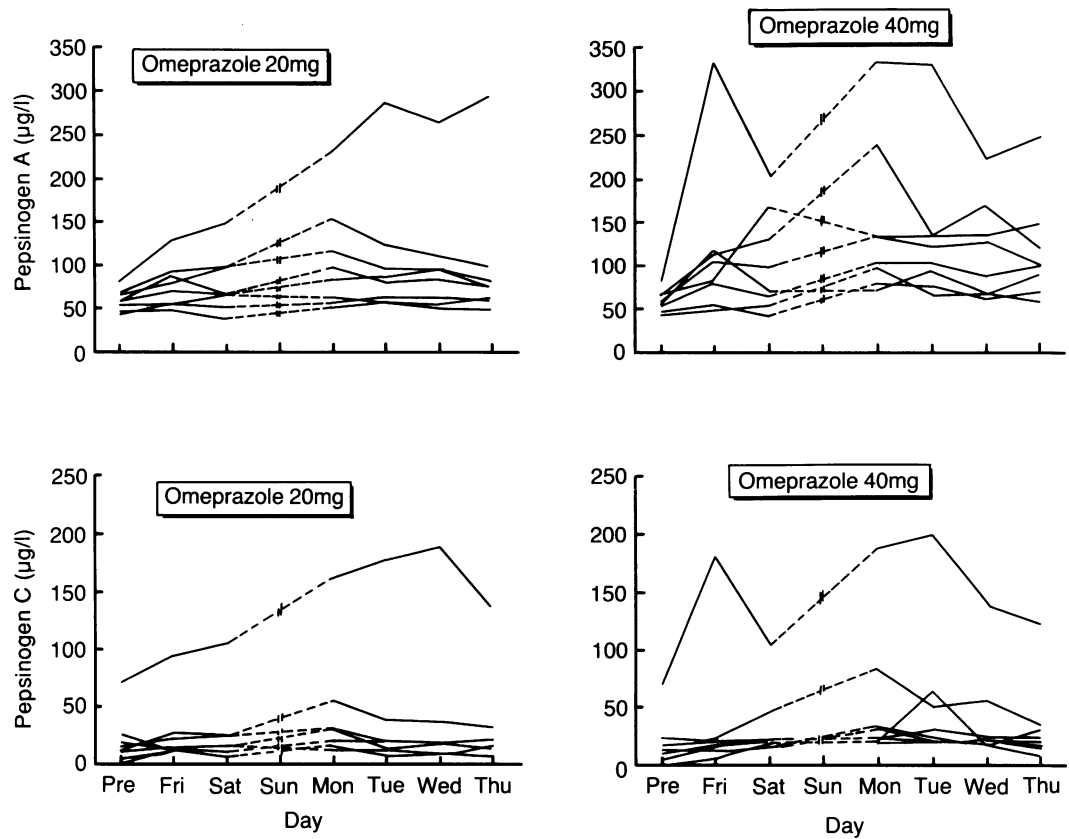 Omeprazole 20mg
Pepsinogen A (μg/l)
350
300
250
200
150
100
50
0
Omeprazole 40mg
350
300
250
200
150
100
50
0
Omeprazole 20mg
Pepsinogen C (μg/l)
250
200
150
100
50
0
Pre Fri Sat Sun Mon Tue Wed Thu
Day
Omeprazole 40mg
250
200
150
100
50
0
Pre Fri Sat Sun Mon Tue Wed Thu
Day